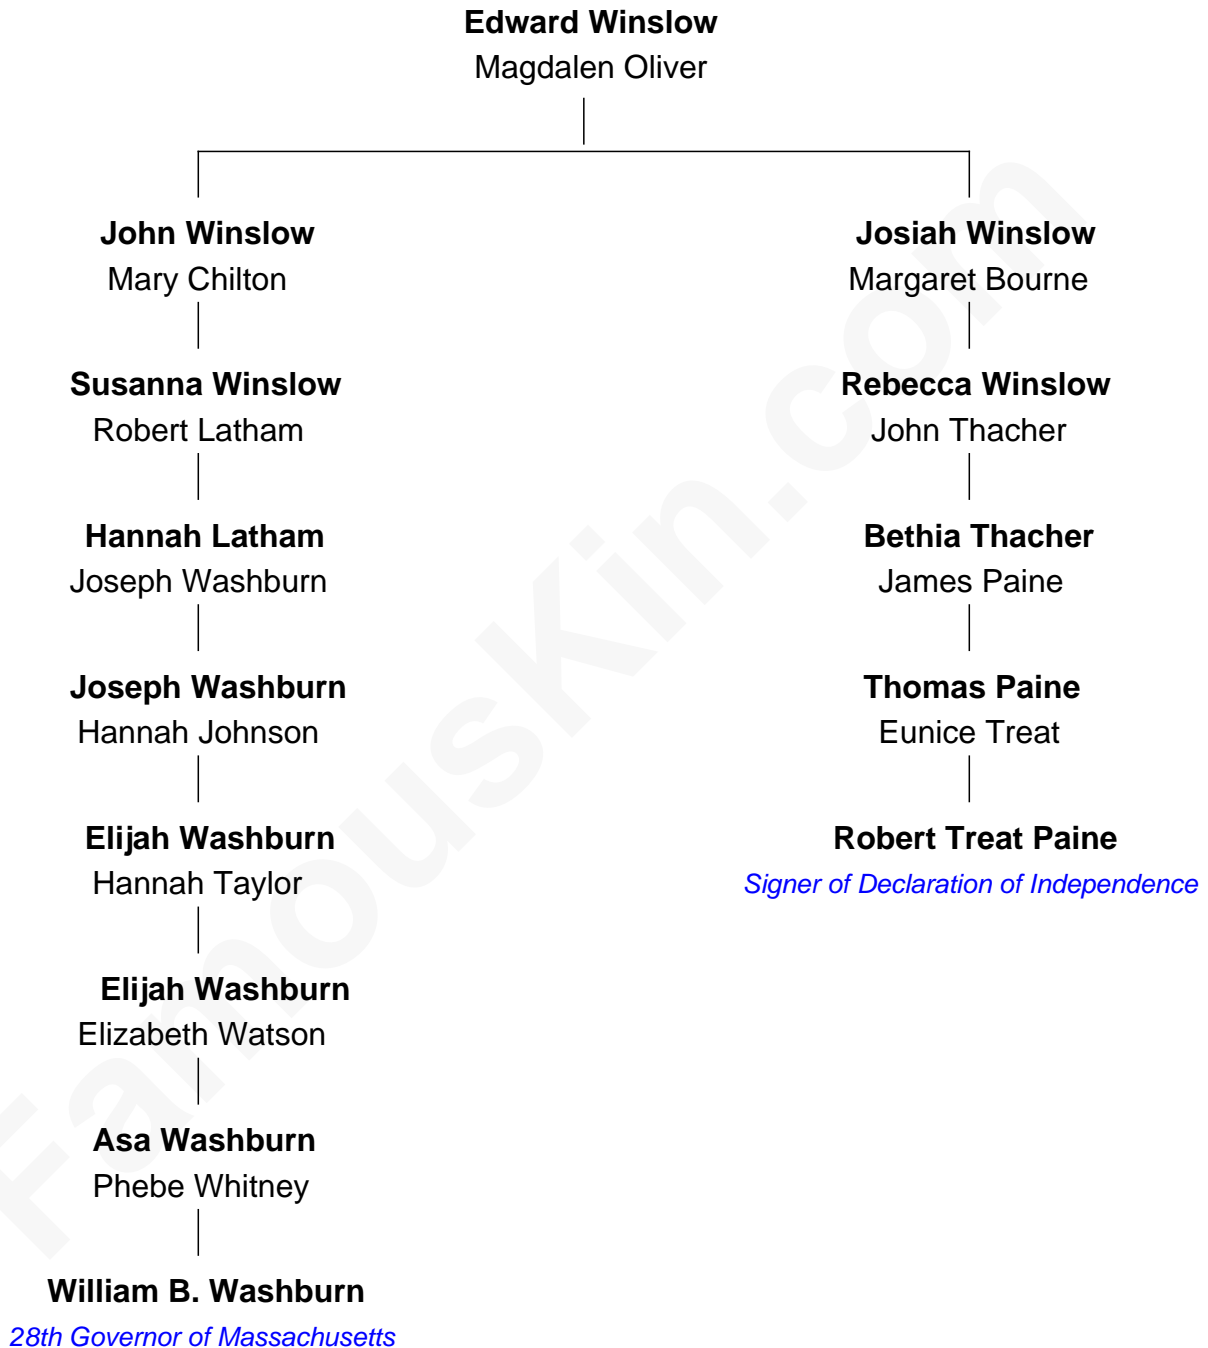 Edward Winslow
Magdalen Oliver
John Winslow
Mary Chilton
Susanna Winslow
Robert Latham
Hannah Latham
Joseph Washburn
Joseph Washburn
Hannah Johnson
Elijah Washburn
Hannah Taylor
Elijah Washburn
Elizabeth Watson
Asa Washburn
Phebe Whitney
William B. Washburn
28th Governor of Massachusetts
Josiah Winslow
Margaret Bourne
Rebecca Winslow
John Thacher
Bethia Thacher
James Paine
Thomas Paine
Eunice Treat
Robert Treat Paine
Signer of Declaration of Independence
FamousKin.com